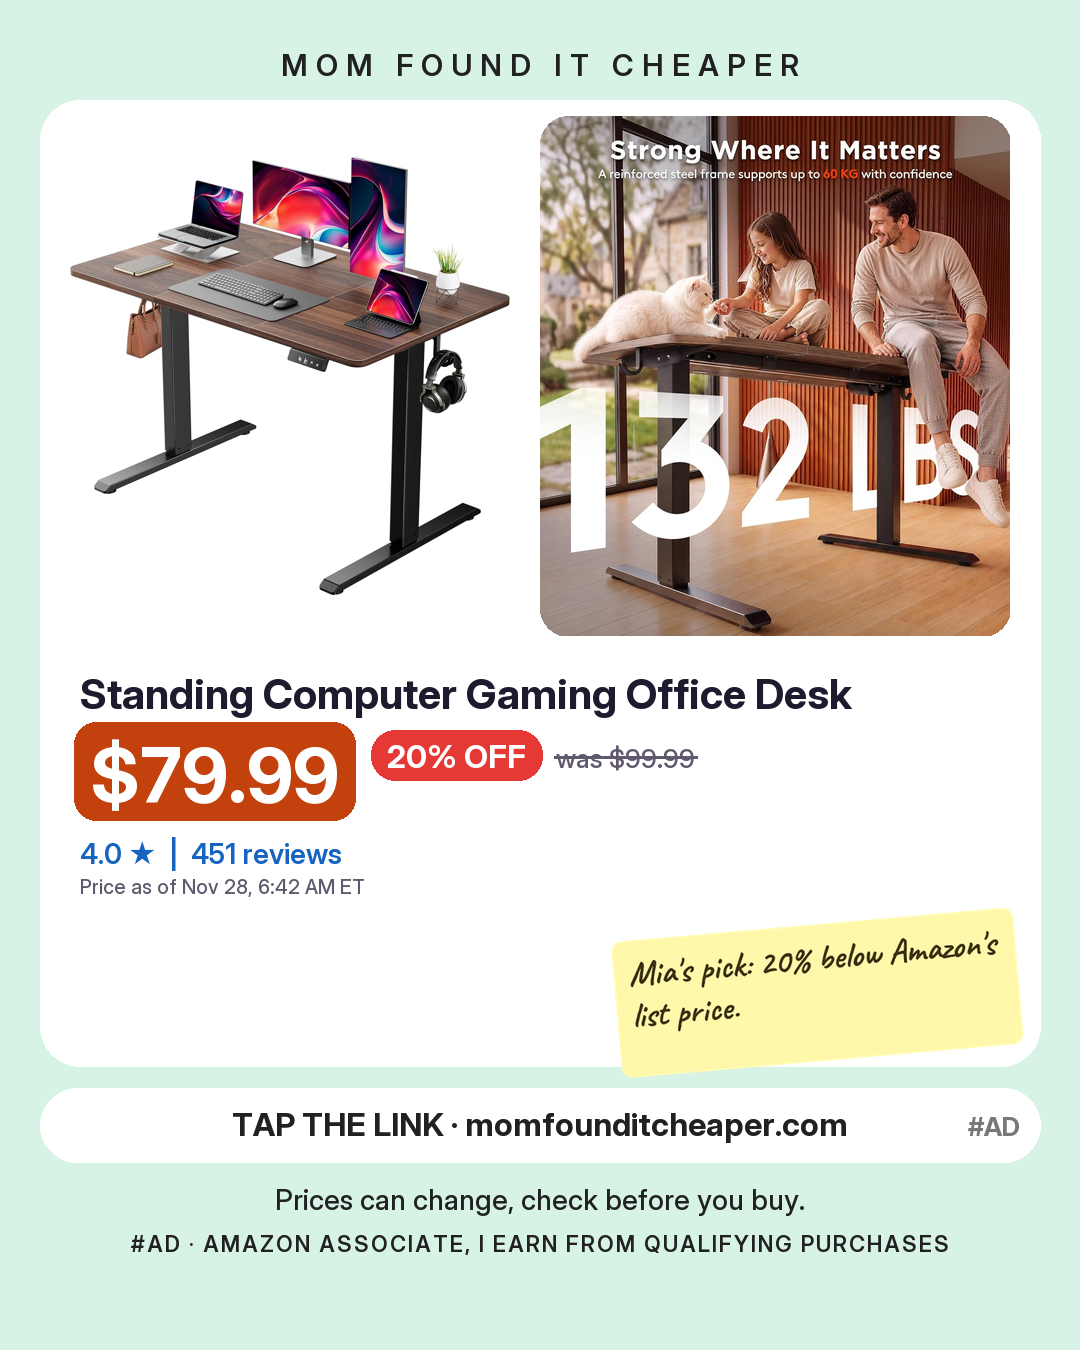 MOM FOUND IT CHEAPER
Strong Where It Matters
A reinforced steel frame supports up to 60 KG with confidence
132 LBS
Standing Computer Gaming Office Desk
$79.99
20% OFF
was $99.99
4.0 ★ | 451 reviews
Price as of Nov 28, 6:42 AM ET
Mia's pick: 20% below Amazon's
list price.
TAP THE LINK · momfounditcheaper.com
#AD
Prices can change, check before you buy.
#AD · AMAZON ASSOCIATE, I EARN FROM QUALIFYING PURCHASES